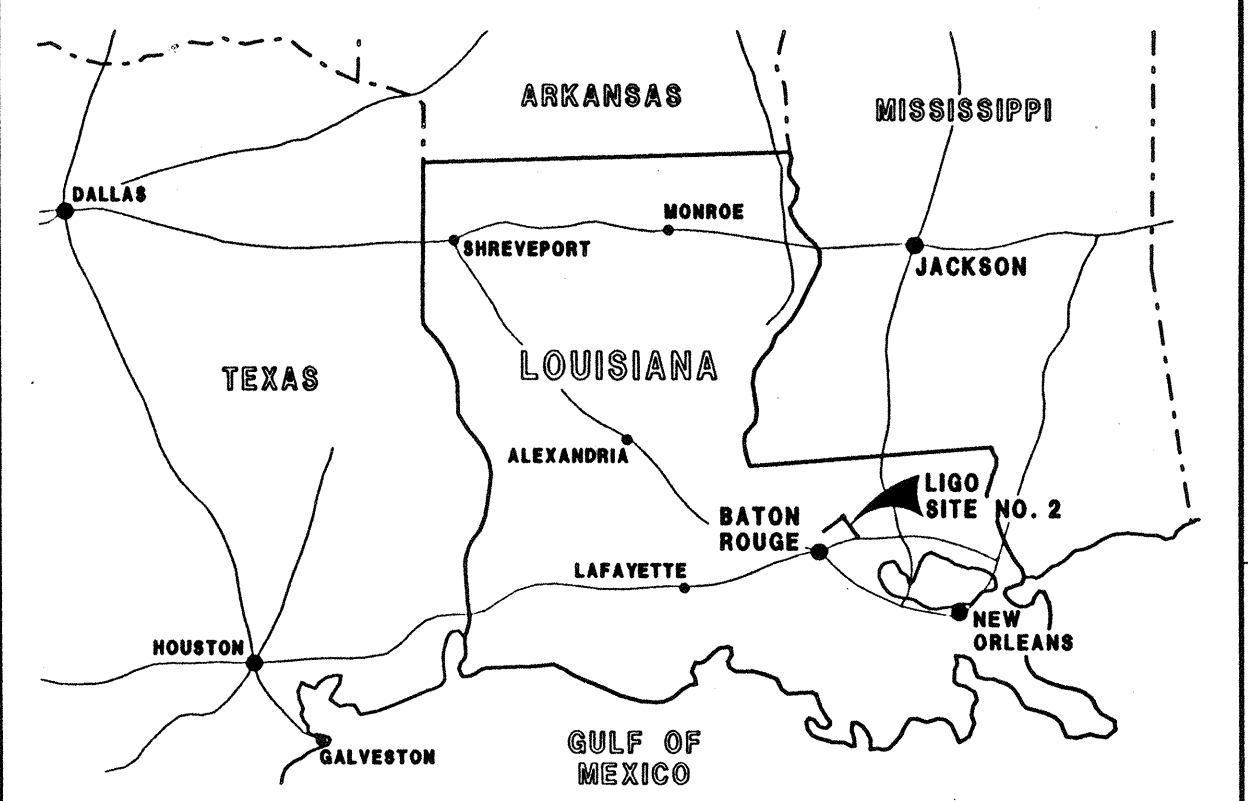 ARKANSAS
MISSISSIPPI
DALLAS
MONROE
SHREVEPORT
JACKSON
LOUISIANA
TEXAS
ALEXANDRIA
LIGO
SITE NO. 2
BATON
ROUGE
LAFAYETTE
NEW
ORLEANS
HOUSTON
GALVESTON
GULF OF
MEXICO